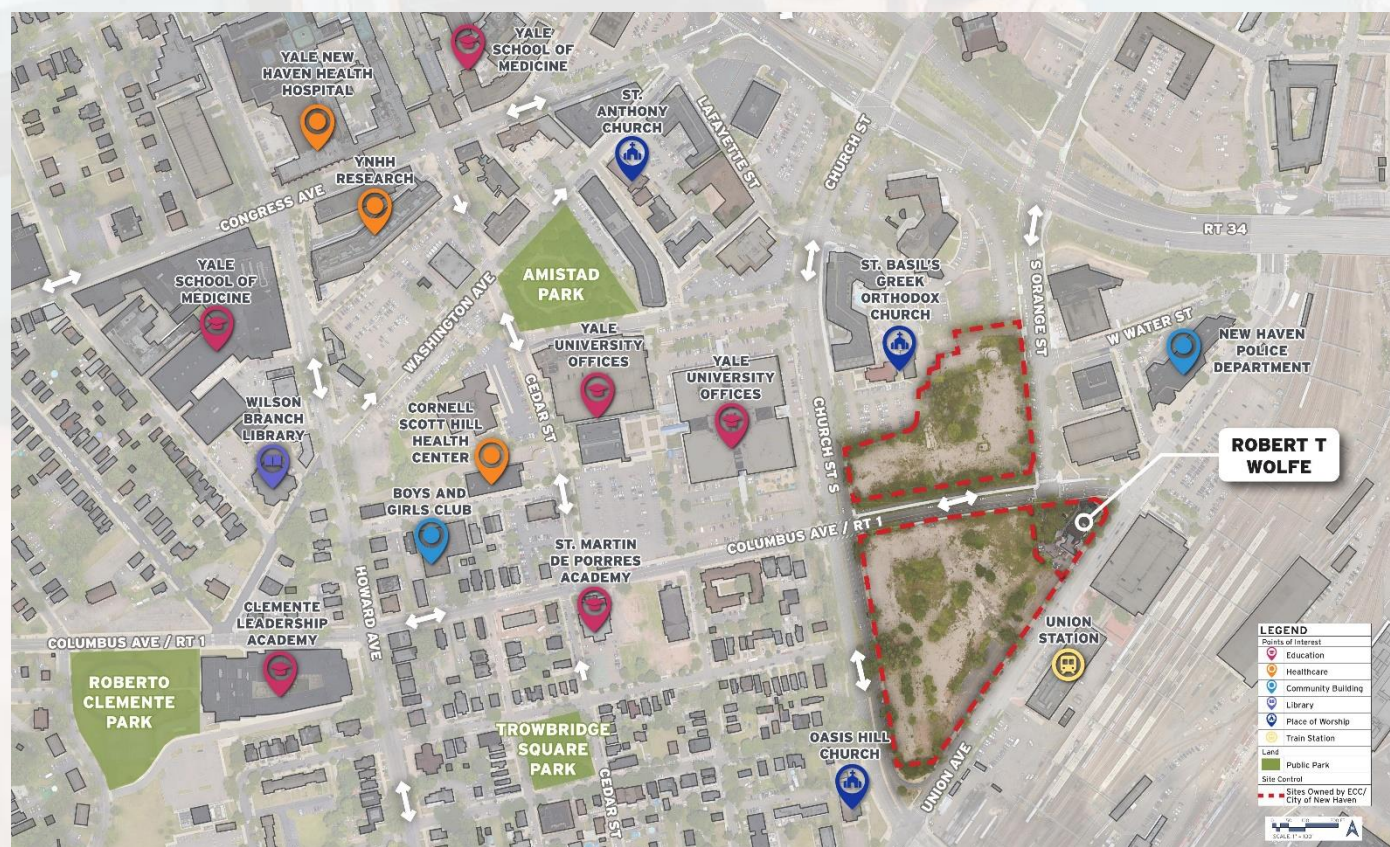 YALE
SCHOOL OF
MEDICINE
YALE NEW
HAVEN HEALTH
HOSPITAL
ST.
ANTHONY
CHURCH
LAFAYETTE ST
CHURCH ST
YNHH
RESEARCH
CONGRESS AVE
RT 34
YALE
SCHOOL OF
MEDICINE
AMISTAD
PARK
ST. BASIL'S
GREEK
ORTHODOX
CHURCH
S ORANGE ST
W WATER ST
NEW HAVEN
POLICE
DEPARTMENT
WASHINGTON AVE
YALE
UNIVERSITY
OFFICES
YALE
UNIVERSITY
OFFICES
WILSON
BRANCH
LIBRARY
CORNELL
SCOTT HILL
HEALTH
CENTER
CEDAR ST
CHURCH ST S
ROBERT T
WOLFE
BOYS AND
GIRLS CLUB
COLUMBUS AVE / RT 1
ST. MARTIN
DE PORRRES
ACADEMY
HOWARD AVE
CLEMENTE
LEADERSHIP
ACADEMY
COLUMBUS AVE / RT 1
UNION
STATION
ROBERTO
CLEMENTE
PARK
TROWBRIDGE
SQUARE
PARK
CEDAR ST
OASIS HILL
CHURCH
UNION AVE
LEGEND
Points of Interest
Education
Healthcare
Community Building
Library
Place of Worship
Train Station
Land
Public Park
Site Control
Sites Owned by ECC/
City of New Haven